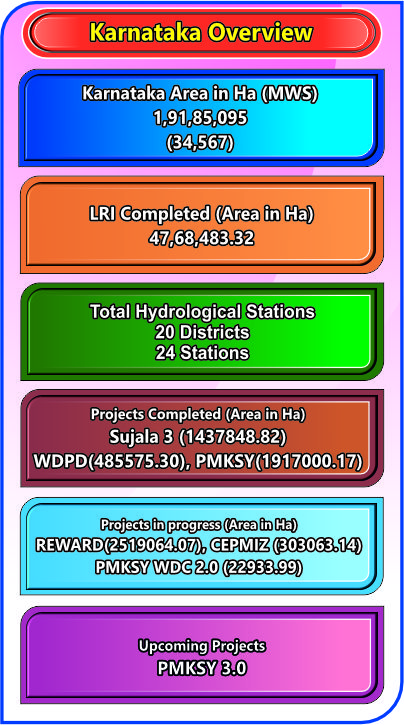 Karnataka Overview
Karnataka Area in Ha (MWS)
1,91,85,095
(34,567)
LRI Completed (Area in Ha)
47,68,483.32
Total Hydrological Stations
20 Districts
24 Stations
Projects Completed (Area in Ha)
Sujala 3 (1437848.82)
WDPD(485575.30), PMKSY(1917000.17)
Projects in progress (Area in Ha)
REWARD(2519064.07), CEPMIZ (303063.14)
PMKSY WDC 2.0 (22933.99)
Upcoming Projects
PMKSY 3.0